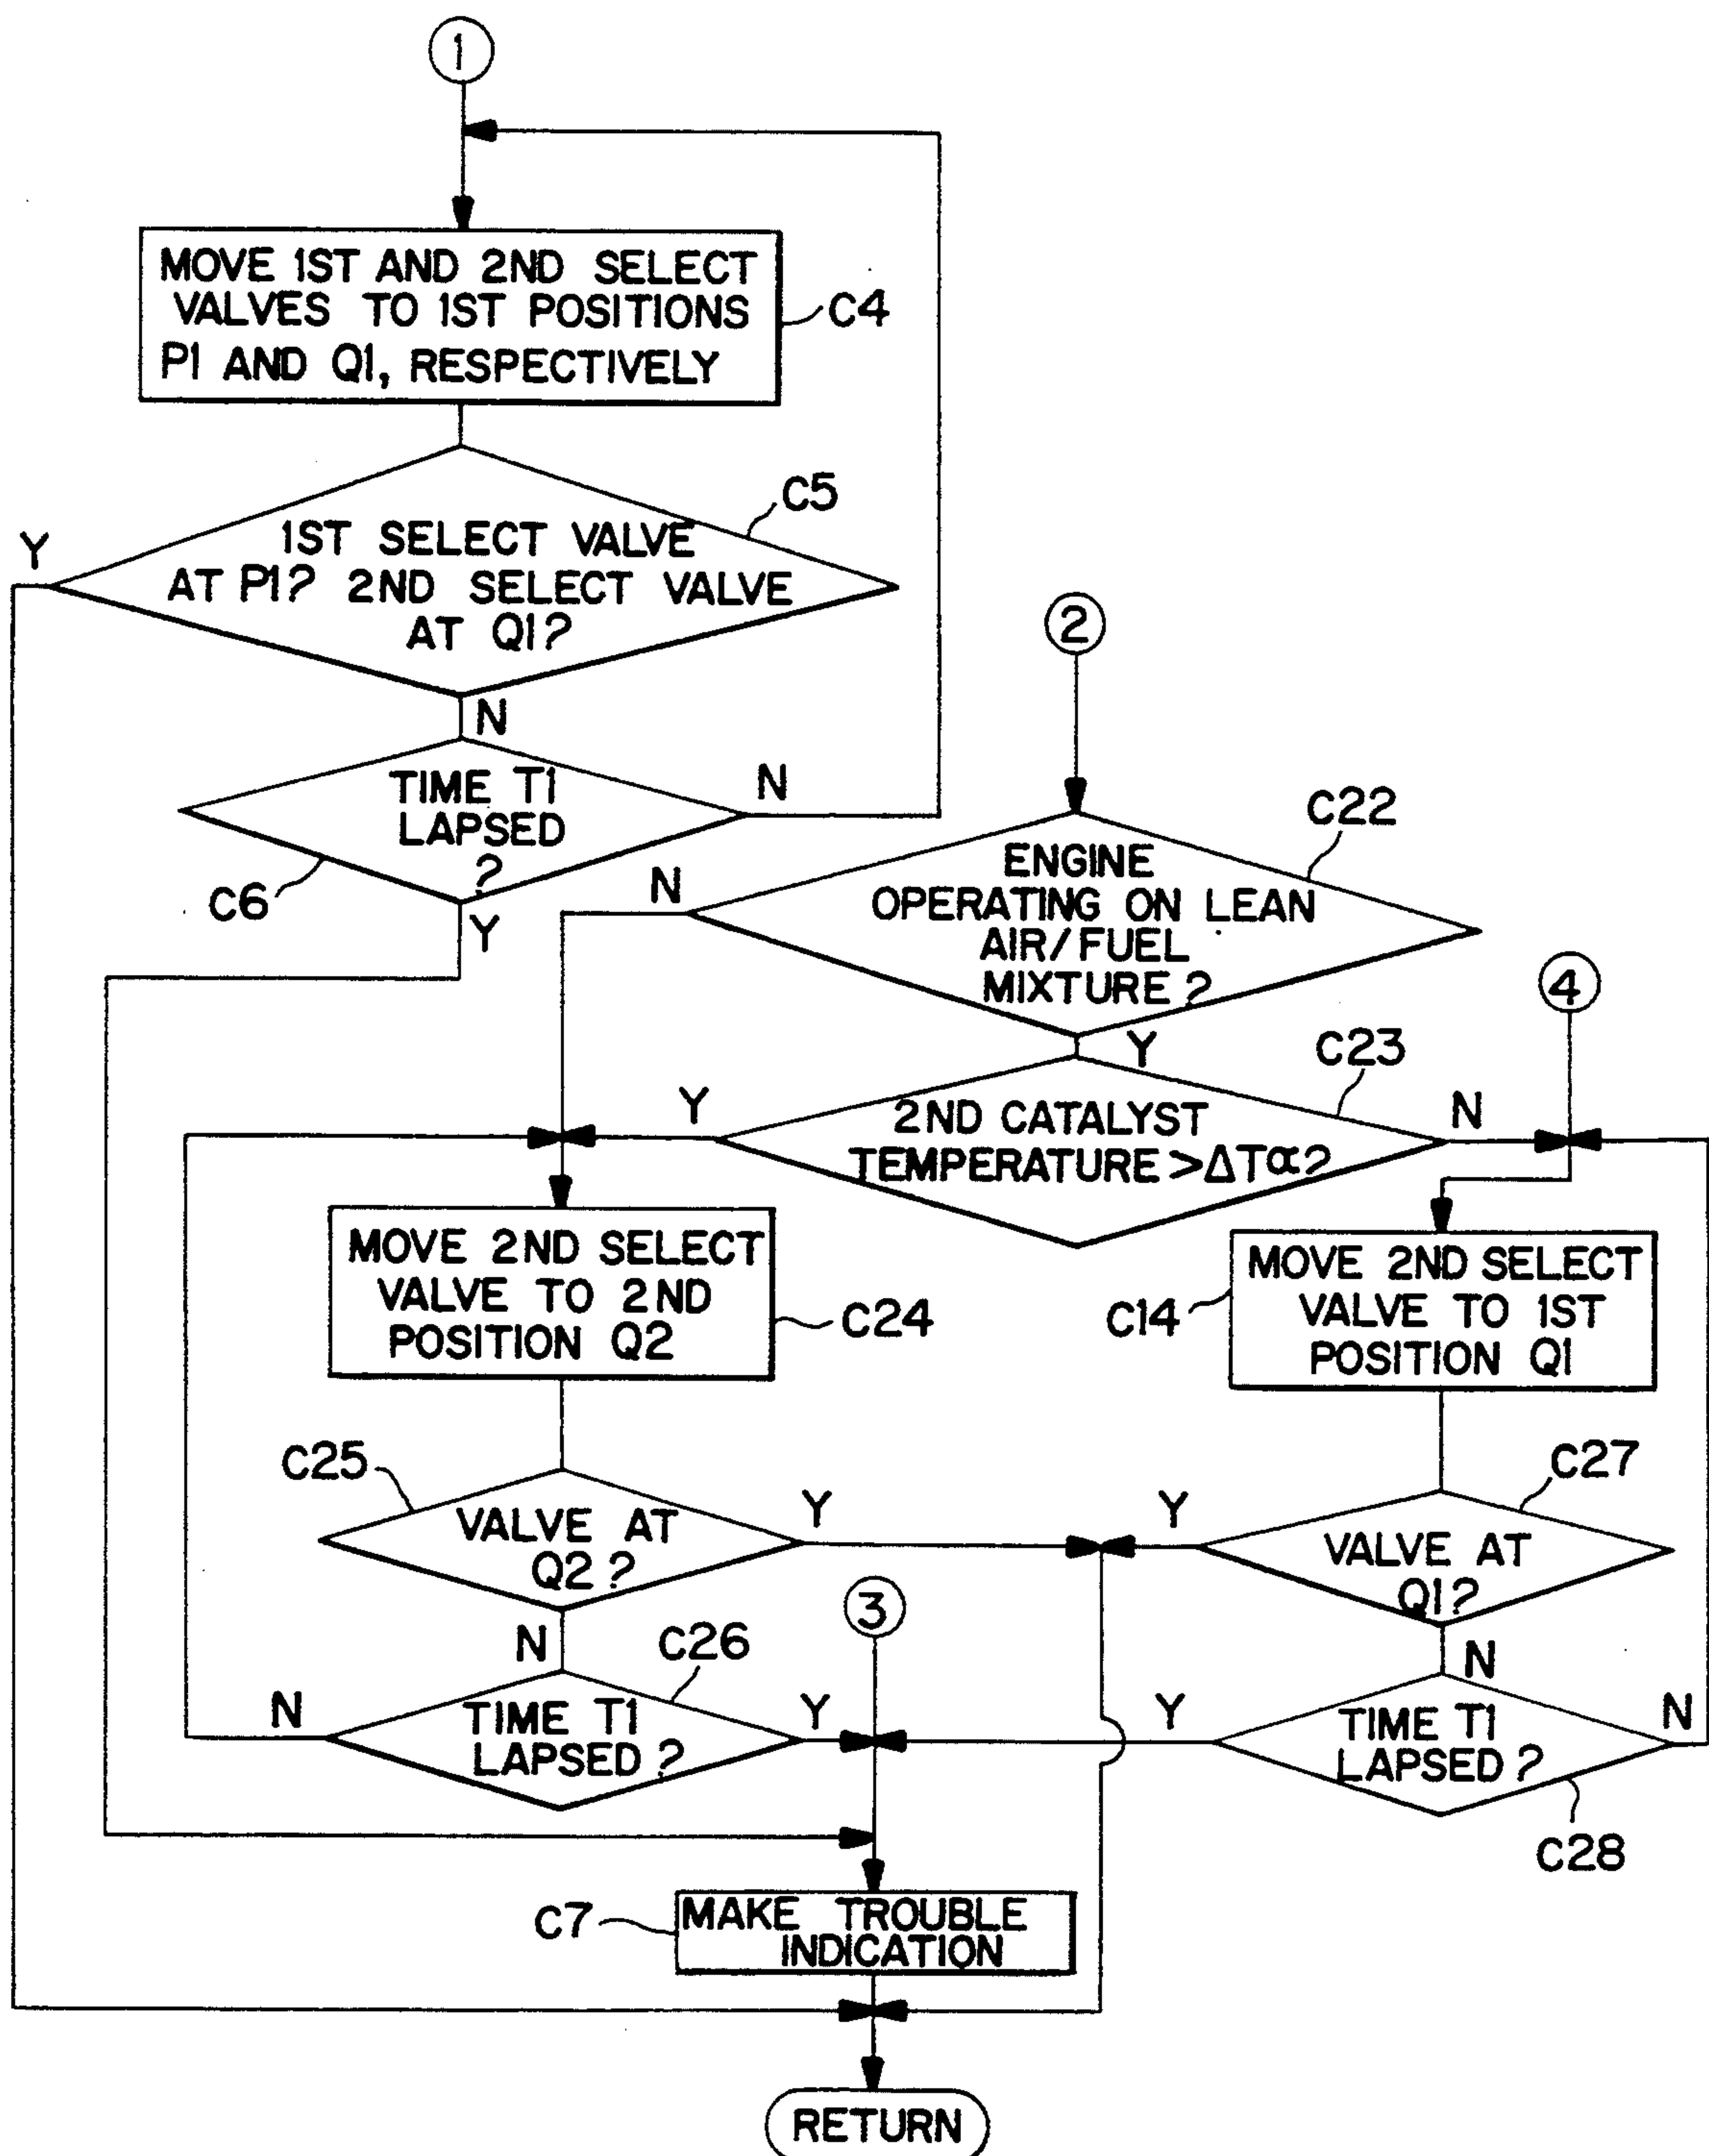 1
MOVE 1ST AND 2ND SELECT
VALVES TO 1ST POSITIONS
P1 AND Q1, RESPECTIVELY
C4
C5
Y
1ST SELECT VALVE
AT P1? 2ND SELECT VALVE
AT Q1?
N
TIME T1
LAPSED
?
N
C6
Y
2
C22
N
ENGINE
OPERATING ON LEAN
AIR/FUEL
MIXTURE?
Y
4
C23
Y
2ND CATALYST
TEMPERATURE>ΔTα?
N
MOVE 2ND SELECT
VALVE TO 2ND
POSITION Q2
C24
C14
MOVE 2ND SELECT
VALVE TO 1ST
POSITION Q1
C25
VALVE AT
Q2?
Y
N
C27
Y
VALVE AT
Q1?
N
3
C26
N
TIME T1
LAPSED?
Y
Y
TIME T1
LAPSED?
N
C28
C7
MAKE TROUBLE
INDICATION
RETURN